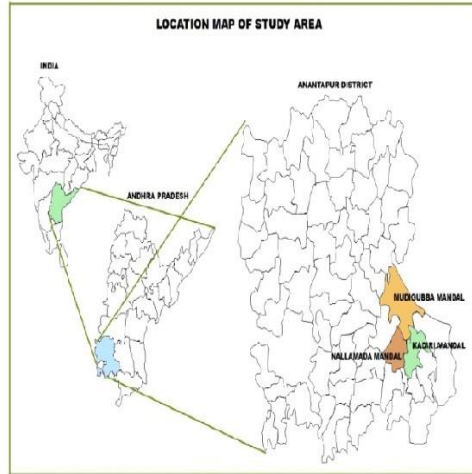 LOCATION MAP OF STUDY AREA
INDIA
ANANTAPUR DISTRICT
ANDHRA PRADESH
MUDIGUBBA MANDAL
KADIRI MANDAL
NALLAMADA MANDAL